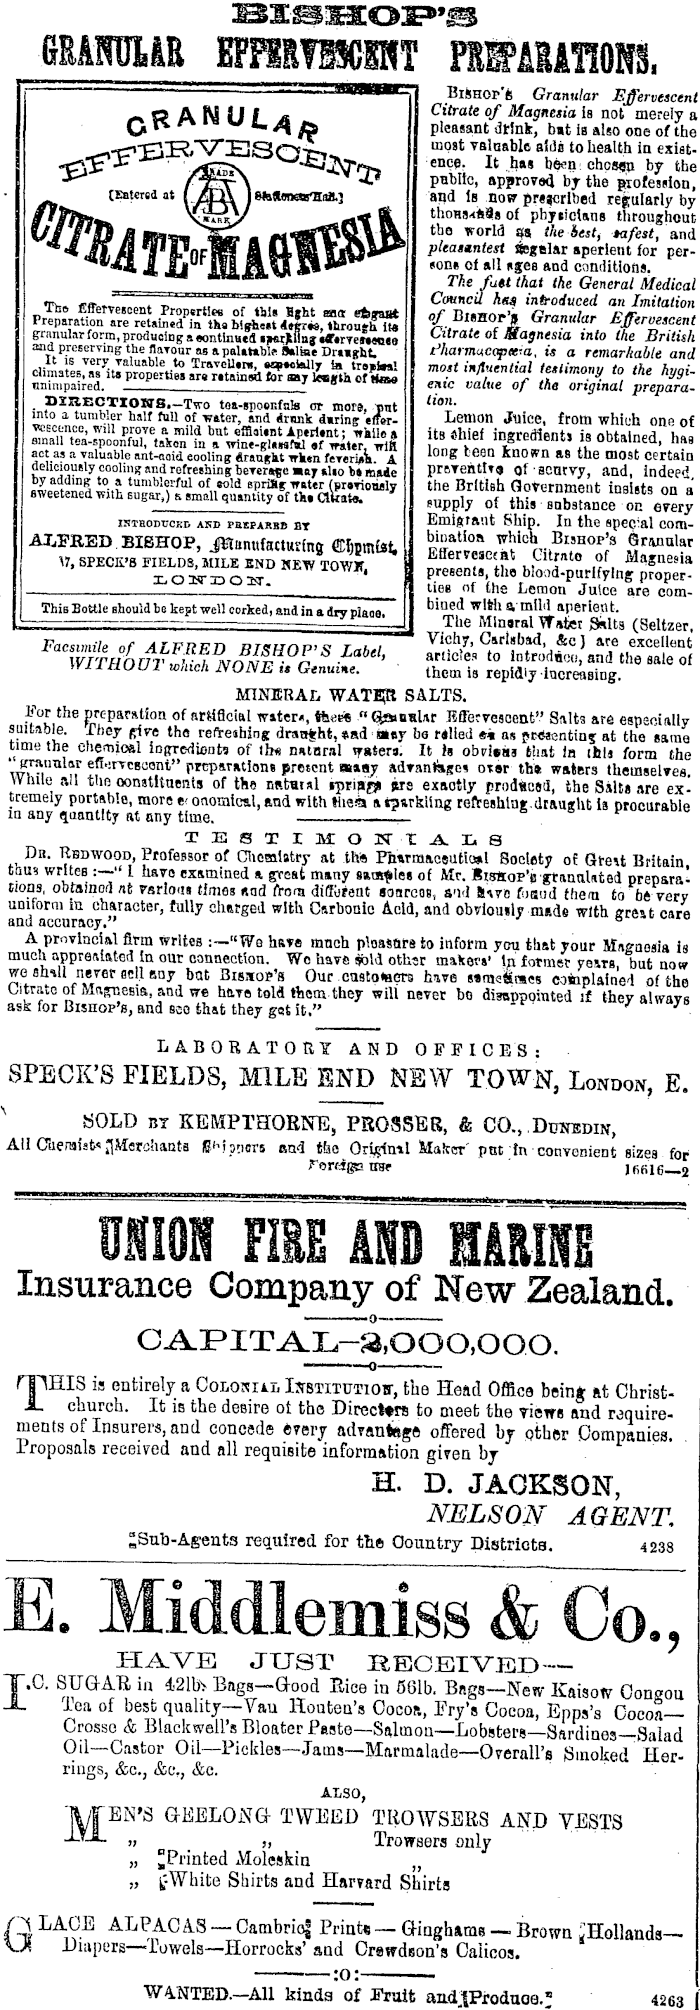 BISHOP'S
GRANULAR EFFERVESCENT PREPARATIONS.
GRANULAR
EFFERVESCENT
TRADE
[Entered at AB Stationers' Hall.]
MARK
CITRATE OF MAGNESIA
The Effervescent Properties of this light and elegant
Preparation are retained in the highest degree, through its
granular form, producing a continued sparkling effervescence
and preserving the flavour as a palatable Saline Draught.
It is very valuable to Travellers, especially in tropical
climates, as its properties are retained for any length of time
unimpaired.
DIRECTIONS.—Two tea-spoonfuls or more, put
into a tumbler half full of water, and drunk during effer-
vescence, will prove a mild but efficient Aperient; while a
small tea-spoonful, taken in a wine-glassful of water, will
act as a valuable ant-acid cooling draught when feverish. A
deliciously cooling and refreshing beverage may also be made
by adding to a tumblerful of cold spring water (previously
sweetened with sugar,) a small quantity of the Citrate.
INTRODUCED AND PREPARED BY
ALFRED BISHOP, Manufacturing Chymist,
17, SPECK'S FIELDS, MILE END NEW TOWN,
LONDON.
This Bottle should be kept well corked, and in a dry place.
Facsimile of ALFRED BISHOP'S Label,
WITHOUT which NONE is Genuine.
BISHOP'S Granular Effervescent
Citrate of Magnesia is not merely a
pleasant drink, but is also one of the
most valuable aids to health in exist-
ence. It has been chosen by the
public, approved by the profession,
and is now prescribed regularly by
thousands of physicians throughout
the world as the best, safest, and
pleasantest regular aperient for per-
sons of all ages and conditions.
The fact that the General Medical
Council has introduced an Imitation
of BISHOP'S Granular Effervescent
Citrate of Magnesia into the British
Pharmacopœia, is a remarkable and
most influential testimony to the hygi-
enic value of the original prepara-
tion.
Lemon Juice, from which one of
its chief ingredients is obtained, has
long been known as the most certain
preventive of scurvy, and, indeed,
the British Government insists on a
supply of this substance on every
Emigrant Ship. In the special com-
bination which BISHOP'S Granular
Effervescent Citrate of Magnesia
presents, the blood-purifying proper-
ties of the Lemon Juice are com-
bined with a mild aperient.
The Mineral Water Salts (Seltzer,
Vichy, Carlsbad, &c) are excellent
articles to introduce, and the sale of
them is rapidly increasing.
MINERAL WATER SALTS.
For the preparation of artificial waters, these "Granular Effervescent" Salts are especially
suitable. They give the refreshing draught, and may be relied on as presenting at the same
time the chemical ingredients of the natural waters. It is obvious that in this form the
"granular effervescent" preparations present many advantages over the waters themselves.
While all the constituents of the natural springs are exactly produced, the Salts are ex-
tremely portable, more economical, and with them a sparkling refreshing draught is procurable
in any quantity at any time.
TESTIMONIALS
DR. REDWOOD, Professor of Chemistry at the Pharmaceutical Society of Great Britain,
thus writes :—"I have examined a great many samples of Mr. BISHOP'S granulated prepara-
tions, obtained at various times and from different sources, and have found them to be very
uniform in character, fully charged with Carbonic Acid, and obviously made with great care
and accuracy."
A provincial firm writes :—"We have much pleasure to inform you that your Magnesia is
much appreciated in our connection. We have sold other makers' in former years, but now
we shall never sell any but BISHOP'S Our customers have sometimes complained of the
Citrate of Magnesia, and we have told them they will never be disappointed if they always
ask for BISHOP'S, and see that they get it."
LABORATORY AND OFFICES:
SPECK'S FIELDS, MILE END NEW TOWN, LONDON, E.
SOLD BY KEMPTHORNE, PROSSER, & CO., DUNEDIN,
All Chemists Merchants Shippers and the Original Maker put in convenient sizes for
Foreign use
16616—2
UNION FIRE AND MARINE
Insurance Company of New Zealand.
—o—
CAPITAL—2,000,000.
—o—
THIS is entirely a COLONIAL INSTITUTION, the Head Office being at Christ-
church. It is the desire of the Directers to meet the views and require-
ments of Insurers, and concede every advantage offered by other Companies.
Proposals received and all requisite information given by
H. D. JACKSON,
NELSON AGENT.
Sub-Agents required for the Country Districts. 4238
E. Middlemiss & Co.,
HAVE JUST RECEIVED—
I.C. SUGAR in 42lb Bags—Good Rice in 56lb. Bags—New Kaisow Congou
Tea of best quality—Van Houten's Cocoa, Fry's Cocoa, Epps's Cocoa—
Crosse & Blackwell's Bloater Paste—Salmon—Lobsters—Sardines—Salad
Oil—Castor Oil—Pickles—Jams—Marmalade—Overall's Smoked Her-
rings, &c., &c., &c.
ALSO,
MEN'S GEELONG TWEED TROWSERS AND VESTS
„ „ Trowsers only
„ Printed Moleskin „
„ White Shirts and Harvard Shirts
GLACE ALPACAS — Cambric Prints — Ginghams — Brown Hollands—
Diapers—Towels—Horrocks' and Crewdson's Calicos.
—:o:—
WANTED.—All kinds of Fruit and Produce. 4263